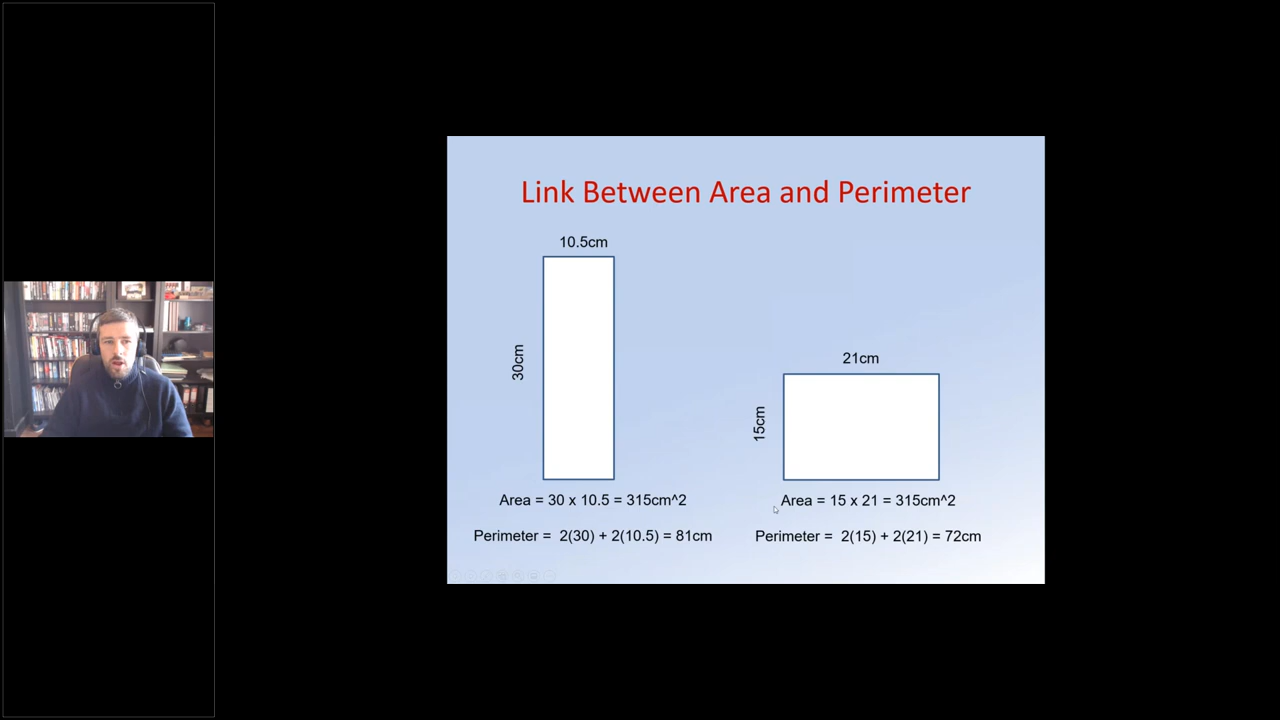 Link Between Area and Perimeter
10.5cm
30cm
Area = 30 x 10.5 = 315cm^2
Perimeter =  2(30) + 2(10.5) = 81cm
21cm
15cm
Area = 15 x 21 = 315cm^2
Perimeter =  2(15) + 2(21) = 72cm